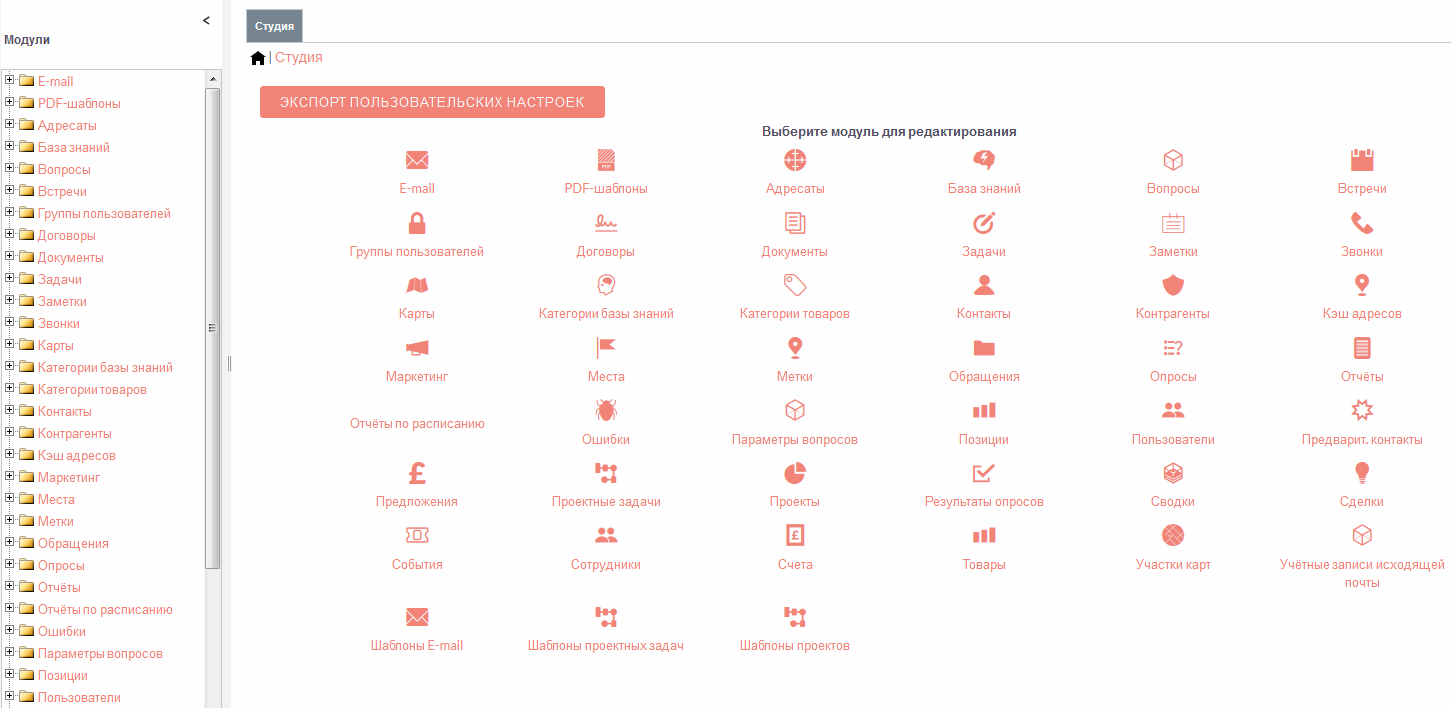 <
Модули
E-mail
PDF-шаблоны
Адресаты
База знаний
Вопросы
Встречи
Группы пользователей
Договоры
Документы
Задачи
Заметки
Звонки
Карты
Категории базы знаний
Категории товаров
Контакты
Контрагенты
Кэш адресов
Маркетинг
Места
Метки
Обращения
Опросы
Отчёты
Отчёты по расписанию
Ошибки
Параметры вопросов
Позиции
Пользователи
Студия
| Студия
ЭКСПОРТ ПОЛЬЗОВАТЕЛЬСКИХ НАСТРОЕК
Выберите модуль для редактирования
PDF
E-mail PDF-шаблоны Адресаты База знаний Вопросы Встречи
Группы пользователей Договоры Документы Задачи Заметки Звонки
Карты Категории базы знаний Категории товаров Контакты Контрагенты Кэш адресов
Маркетинг Места Метки Обращения Опросы Отчёты
Отчёты по расписанию Ошибки Параметры вопросов Позиции Пользователи Предварит. контакты
Предложения Проектные задачи Проекты Результаты опросов Сводки Сделки
События Сотрудники Счета Товары Участки карт Учётные записи исходящей
почты
Шаблоны E-mail Шаблоны проектных задач Шаблоны проектов